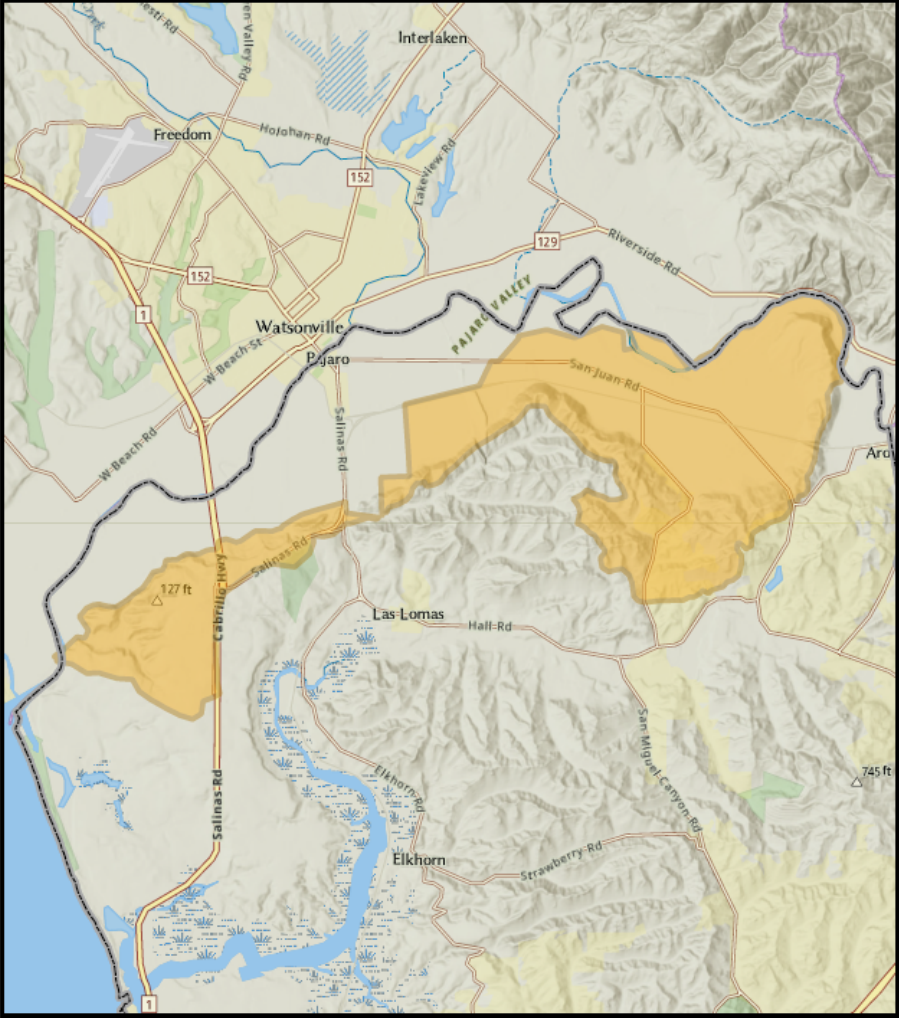 Interlaken
Freedom
Holohan Rd
Lakeview Rd
152
129
Riverside Rd
152
1
PAJARO VALLEY
Watsonville
W-Beach-St
Pajaro
San-Juan-Rd
Salinas Rd
W-Beach-Rd
Salinas-Rd
127 ft
Cabrillo Hwy
Las Lomas
Hall-Rd
San Miguel Canyon-Rd
745 ft
Elkhorn-Rd
Salinas-Rd
Elkhorn
Strawberry-Rd
1